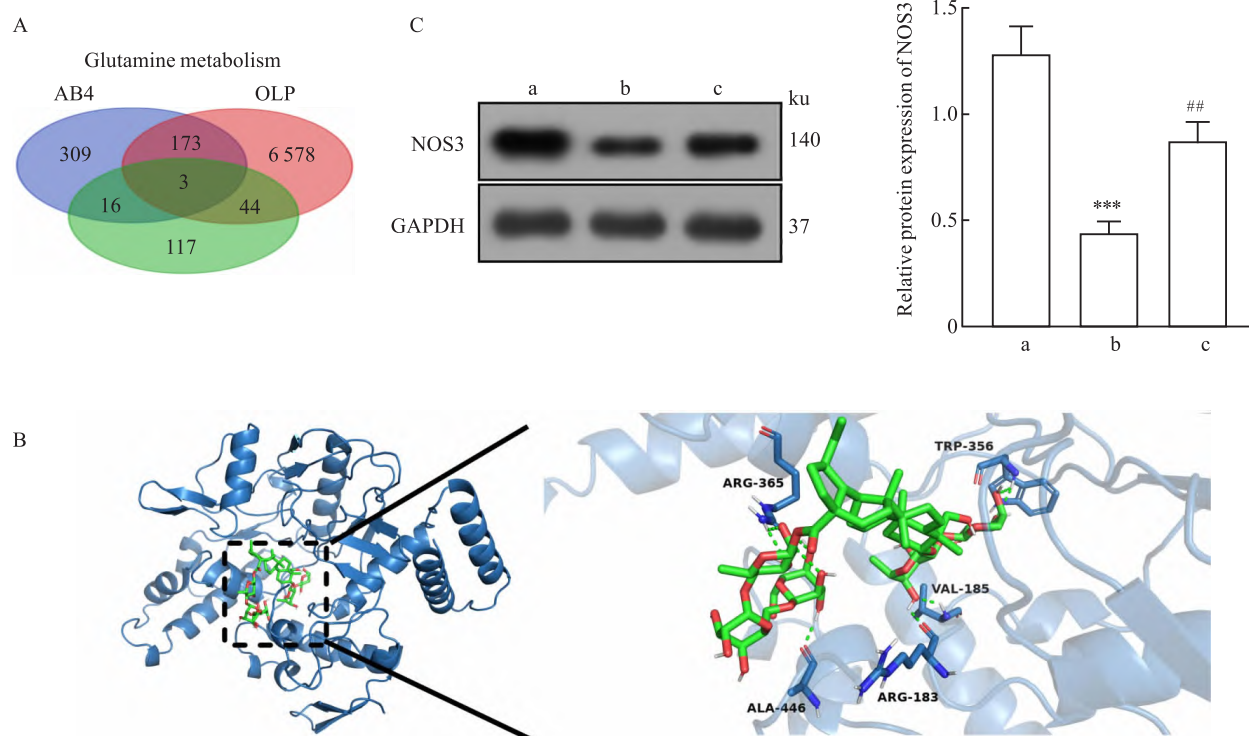 A
Glutamine metabolism
AB4
OLP
309
173
6 578
3
16
44
117
C
a
b
c
ku
NOS3
140
GAPDH
37
Relative protein expression of NOS3
1.5
1.0
0.5
0
***
##
a
b
c
B
ARG-365
TRP-356
VAL-185
ARG-183
ALA-446